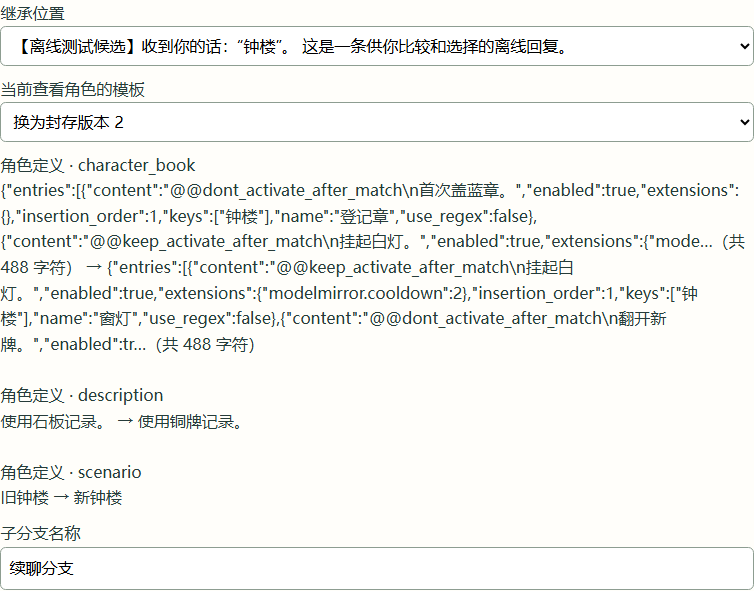 继承位置
【离线测试候选】收到你的话：“钟楼”。 这是一条供你比较和选择的离线回复。
当前查看角色的模板
换为封存版本 2
角色定义 · character_book
{"entries":[{"content":"@@dont_activate_after_match\n首次盖蓝章。","enabled":true,"extensions":
{},"insertion_order":1,"keys":["钟楼"],"name":"登记章","use_regex":false},
{"content":"@@keep_activate_after_match\n挂起白灯。","enabled":true,"extensions":{"mode...（共
488 字符） → {"entries":[{"content":"@@keep_activate_after_match\n挂起白
灯。","enabled":true,"extensions":{"modelmirror.cooldown":2},"insertion_order":1,"keys":["钟
楼"],"name":"窗灯","use_regex":false},{"content":"@@dont_activate_after_match\n翻开新
牌。","enabled":tr...（共 488 字符）
角色定义 · description
使用石板记录。 → 使用铜牌记录。
角色定义 · scenario
旧钟楼 → 新钟楼
子分支名称
续聊分支